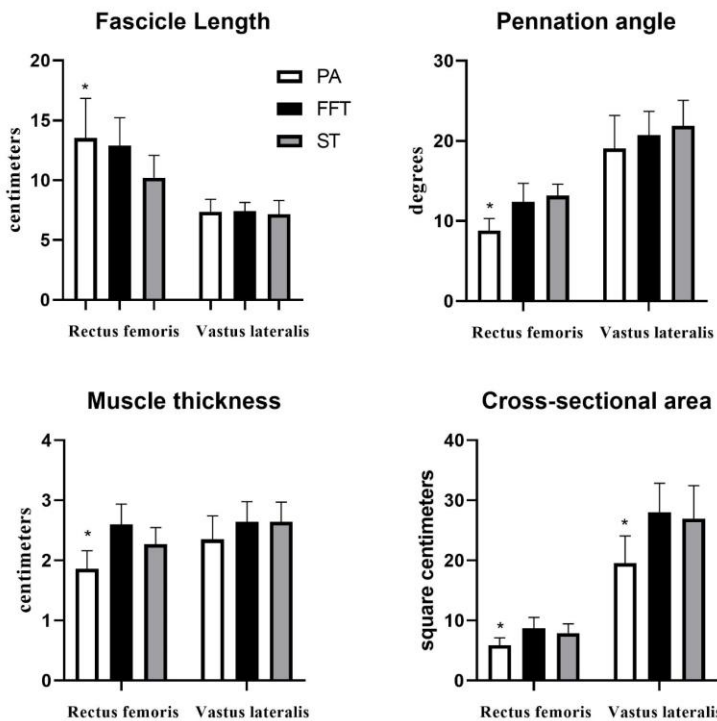 Fascicle Length
20
15
10
5
0
centimeters
*
PA
FFT
ST
Rectus femoris Vastus lateralis
Pennation angle
30
20
10
0
degrees
*
Rectus femoris Vastus lateralis
Muscle thickness
4
3
2
1
0
centimeters
*
Rectus femoris Vastus lateralis
Cross-sectional area
40
30
20
10
0
square centimeters
*
*
Rectus femoris Vastus lateralis